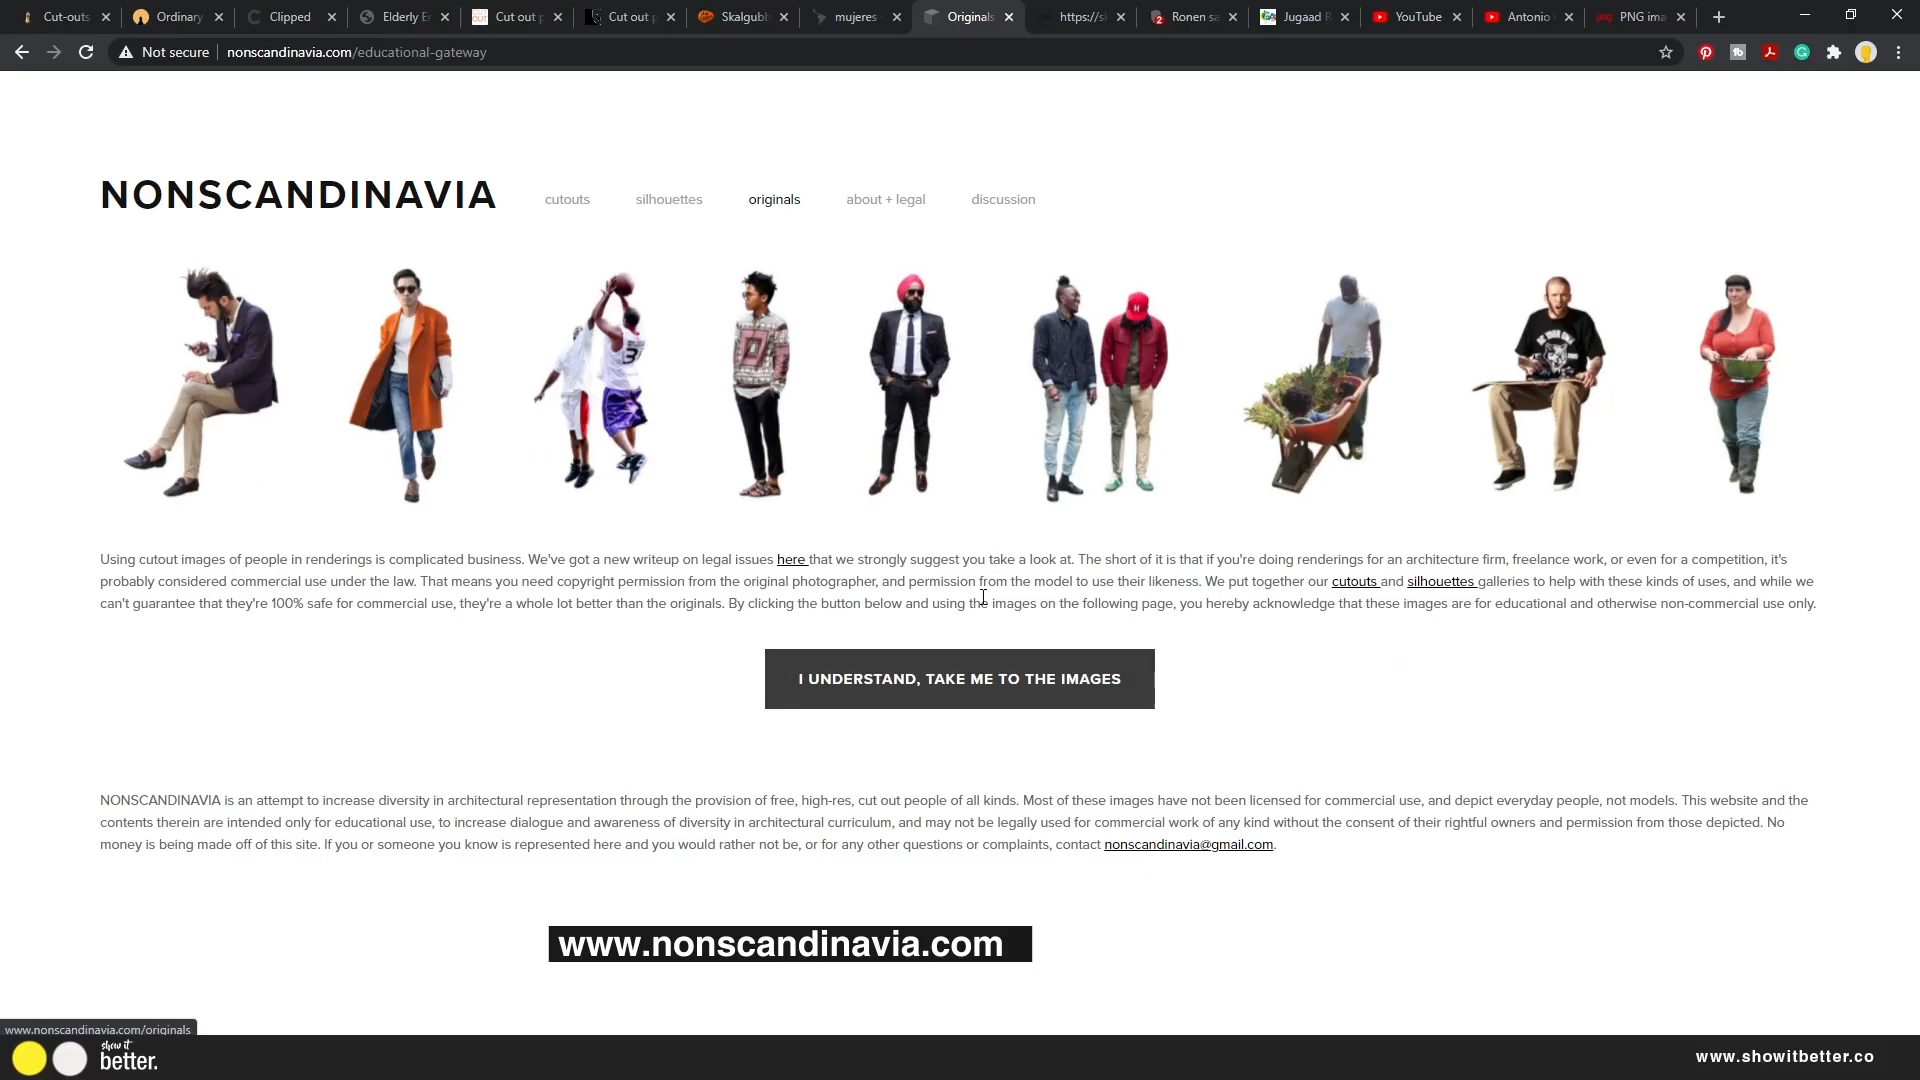 Cut-outs
Ordinary
Clipped
Elderly
Cut out
Cut out
Skalgubb
mujeres
Originals
https://s
Ronen sa
Jugaad
YouTube
Antonio
PNG ima
Not secure
nonscandinavia.com/educational-gateway
NONSCANDINAVIA
cutouts
silhouettes
originals
about + legal
discussion
Using cutout images of people in renderings is complicated business. We've got a new writeup on legal issues here that we strongly suggest you take a look at. The short of it is that if you're doing renderings for an architecture firm, freelance work, or even for a competition, it's
probably considered commercial use under the law. That means you need copyright permission from the original photographer, and permission from the model to use their likeness. We put together our cutouts and silhouettes galleries to help with these kinds of uses, and while we
can't guarantee that they're 100% safe for commercial use, they're a whole lot better than the originals. By clicking the button below and using the images on the following page, you hereby acknowledge that these images are for educational and otherwise non-commercial use only.
I UNDERSTAND, TAKE ME TO THE IMAGES
NONSCANDINAVIA is an attempt to increase diversity in architectural representation through the provision of free, high-res, cut out people of all kinds. Most of these images have not been licensed for commercial use, and depict everyday people, not models. This website and the
contents therein are intended only for educational use, to increase dialogue and awareness of diversity in architectural curriculum, and may not be legally used for commercial work of any kind without the consent of their rightful owners and permission from those depicted. No
money is being made off of this site. If you or someone you know is represented here and you would rather not be, or for any other questions or complaints, contact nonscandinavia@gmail.com.
www.nonscandinavia.com
www.nonscandinavia.com/originals
show it
better.
www.showitbetter.co